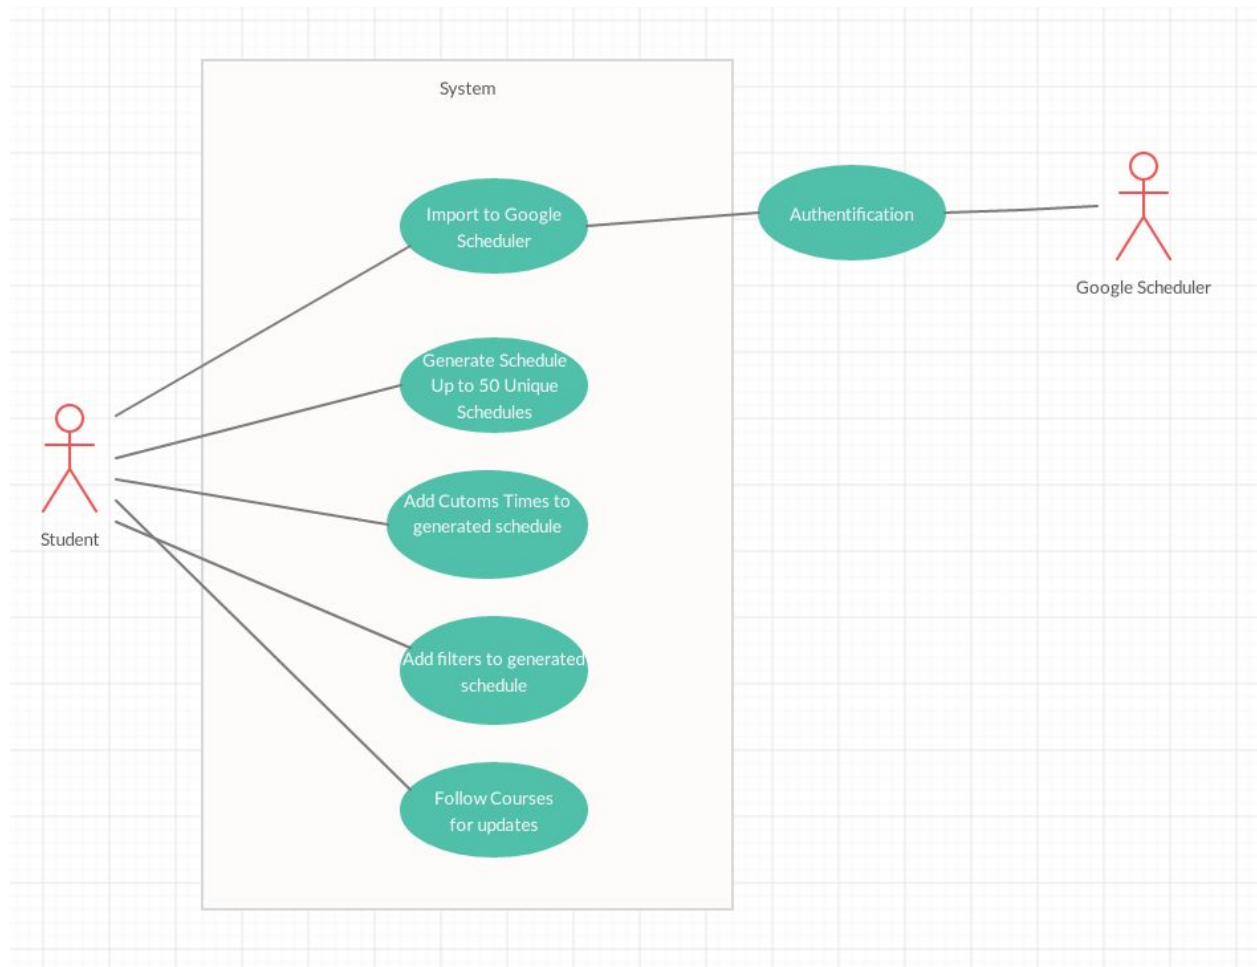 System
Import to Google
Scheduler
Authentification
Google Scheduler
Generate Schedule
Up to 50 Unique
Schedules
Student
Add Cutoms Times to
generated schedule
Add filters to generated
schedule
Follow Courses
for updates